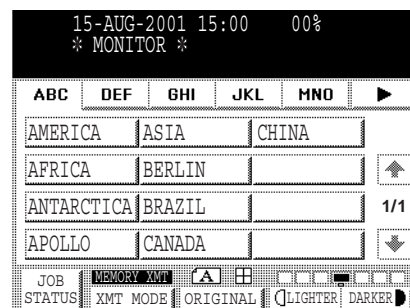 15-AUG-2001 15:00 00%
※ MONITOR ※
ABC DEF GHI JKL MNO
AMERICA ASIA CHINA
AFRICA BERLIN
ANTARCTICA BRAZIL 1/1
APOLLO CANADA
JOB STATUS MEMORY XMT A
XMT MODE ORIGINAL LIGHTER DARKER